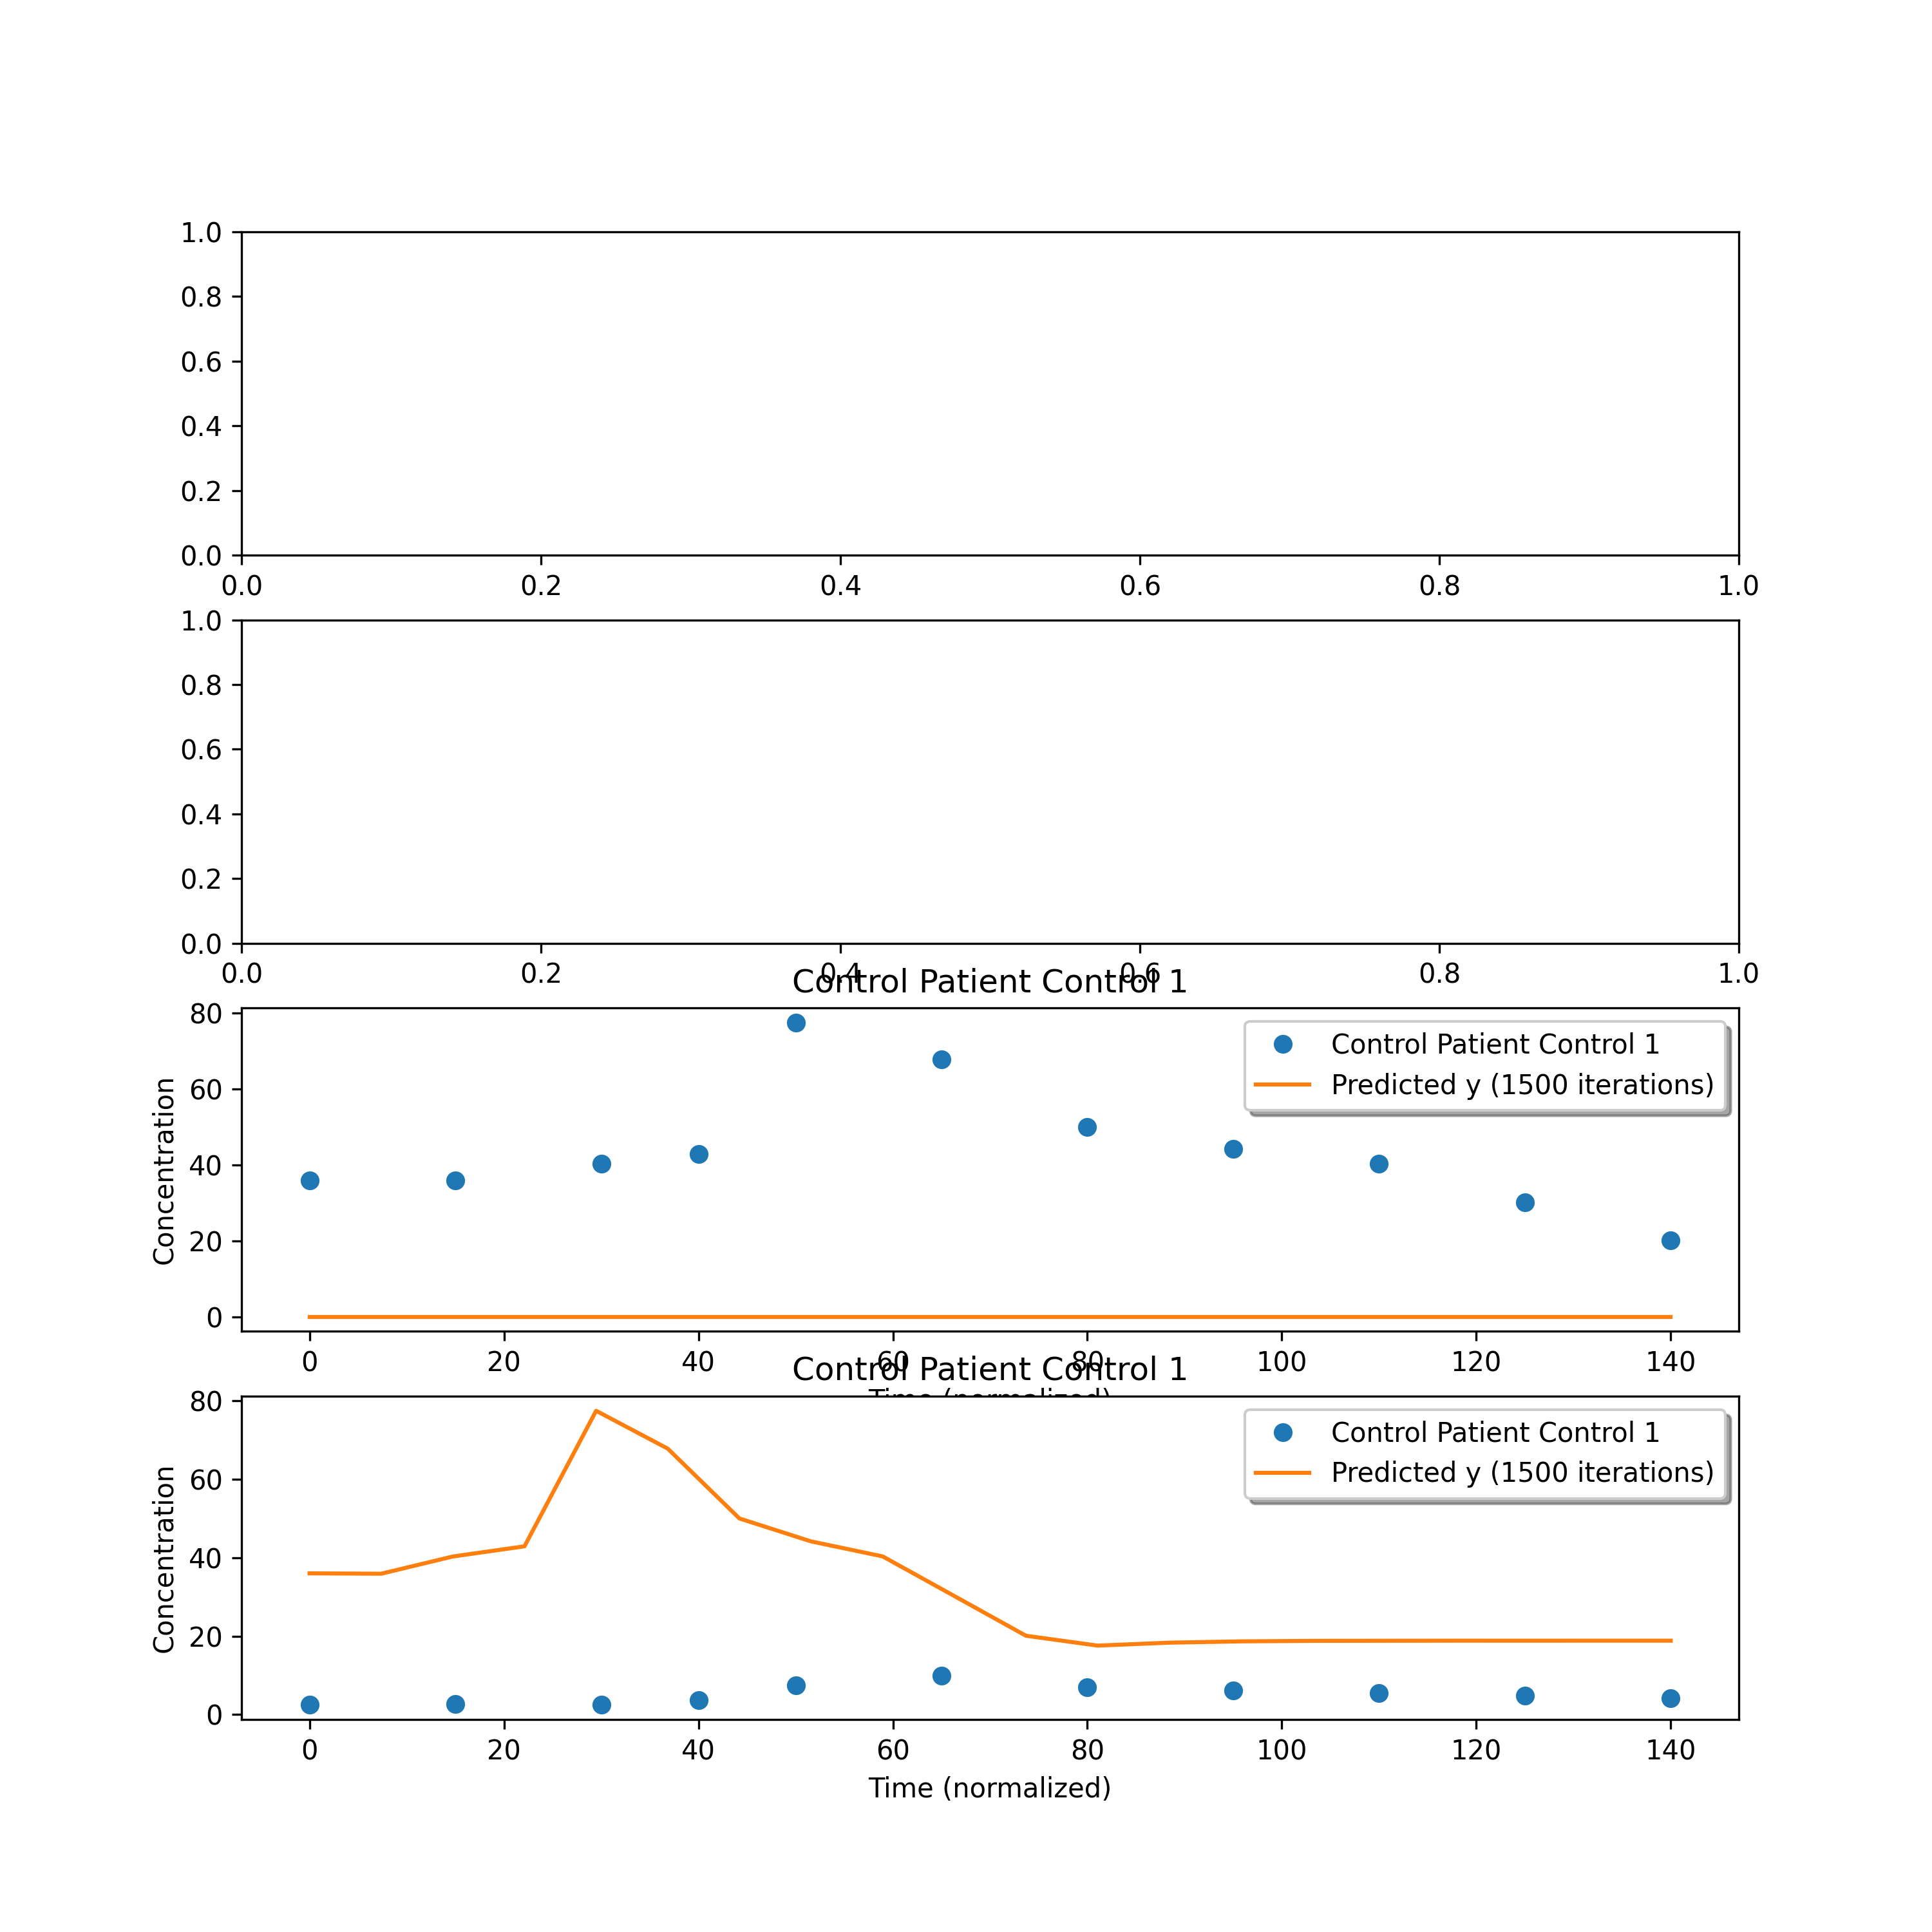 1.0
0.8
0.6
0.4
0.2
0.0
0.0 0.2 0.4 0.6 0.8 1.0
1.0
0.8
0.6
0.4
0.2
0.0
0.0 0.2 0.4 0.6 0.8 1.0
Control Patient Control 1
80
60
40
20
0
Concentration
Control Patient Control 1
Predicted y (1500 iterations)
0 20 40 60 80 100 120 140
Time (normalized)
Control Patient Control 1
80
60
40
20
0
Concentration
Control Patient Control 1
Predicted y (1500 iterations)
0 20 40 60 80 100 120 140
Time (normalized)